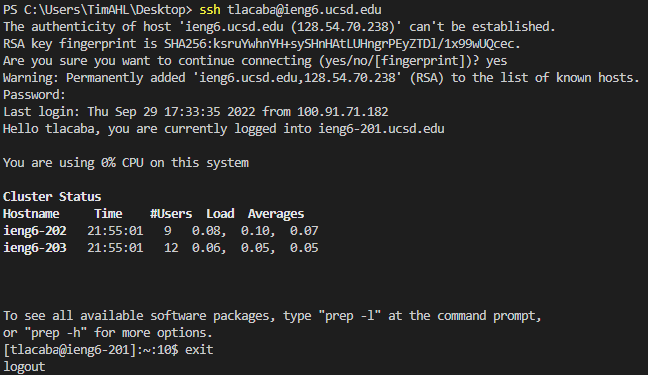 PS C:\Users\TimAHL\Desktop> ssh tlacaba@ieng6.ucsd.edu
The authenticity of host 'ieng6.ucsd.edu (128.54.70.238)' can't be established.
RSA key fingerprint is SHA256:ksruYwhnYH+sySHnHAtLUHngrPEyZTDl/1x99wUQcec.
Are you sure you want to continue connecting (yes/no/[fingerprint])? yes
Warning: Permanently added 'ieng6.ucsd.edu,128.54.70.238' (RSA) to the list of known hosts.
Password:
Last login: Thu Sep 29 17:33:35 2022 from 100.91.71.182
Hello tlacaba, you are currently logged into ieng6-201.ucsd.edu
You are using 0% CPU on this system
Cluster Status
Hostname     Time    #Users  Load  Averages
ieng6-202   21:55:01   9   0.08,  0.10,  0.07
ieng6-203   21:55:01   12  0.06,  0.05,  0.05
To see all available software packages, type "prep -l" at the command prompt,
or "prep -h" for more options.
[tlacaba@ieng6-201]:~:10$ exit
logout